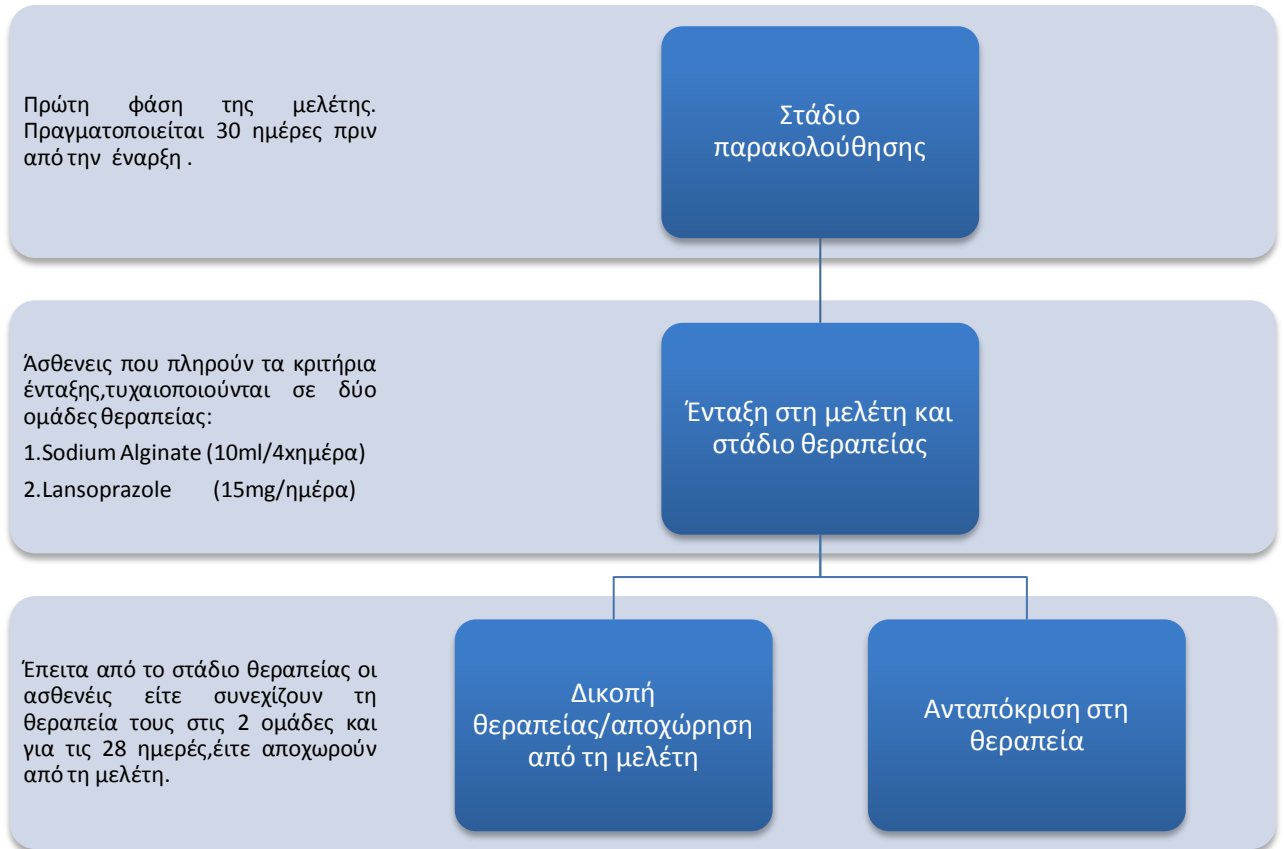 Πρώτη φάση της μελέτης.
Πραγματοποιείται 30 ημέρες πριν
από την έναρξη .
Στάδιο
παρακολούθησης
Άσθενεις που πληρούν τα κριτήρια
ένταξης,τυχαιοποιούνται σε δύο
ομάδες θεραπείας:
1.Sodium Alginate (10ml/4xημέρα)
2.Lansoprazole (15mg/ημέρα)
Ένταξη στη μελέτη και
στάδιο θεραπείας
Έπειτα από το στάδιο θεραπείας οι
ασθενέις είτε συνεχίζουν τη
θεραπεία τους στις 2 ομάδες και
για τις 28 ημερές,έιτε αποχωρούν
από τη μελέτη.
Δικοπή
θεραπείας/αποχώρηση
από τη μελέτη
Ανταπόκριση στη
θεραπεία